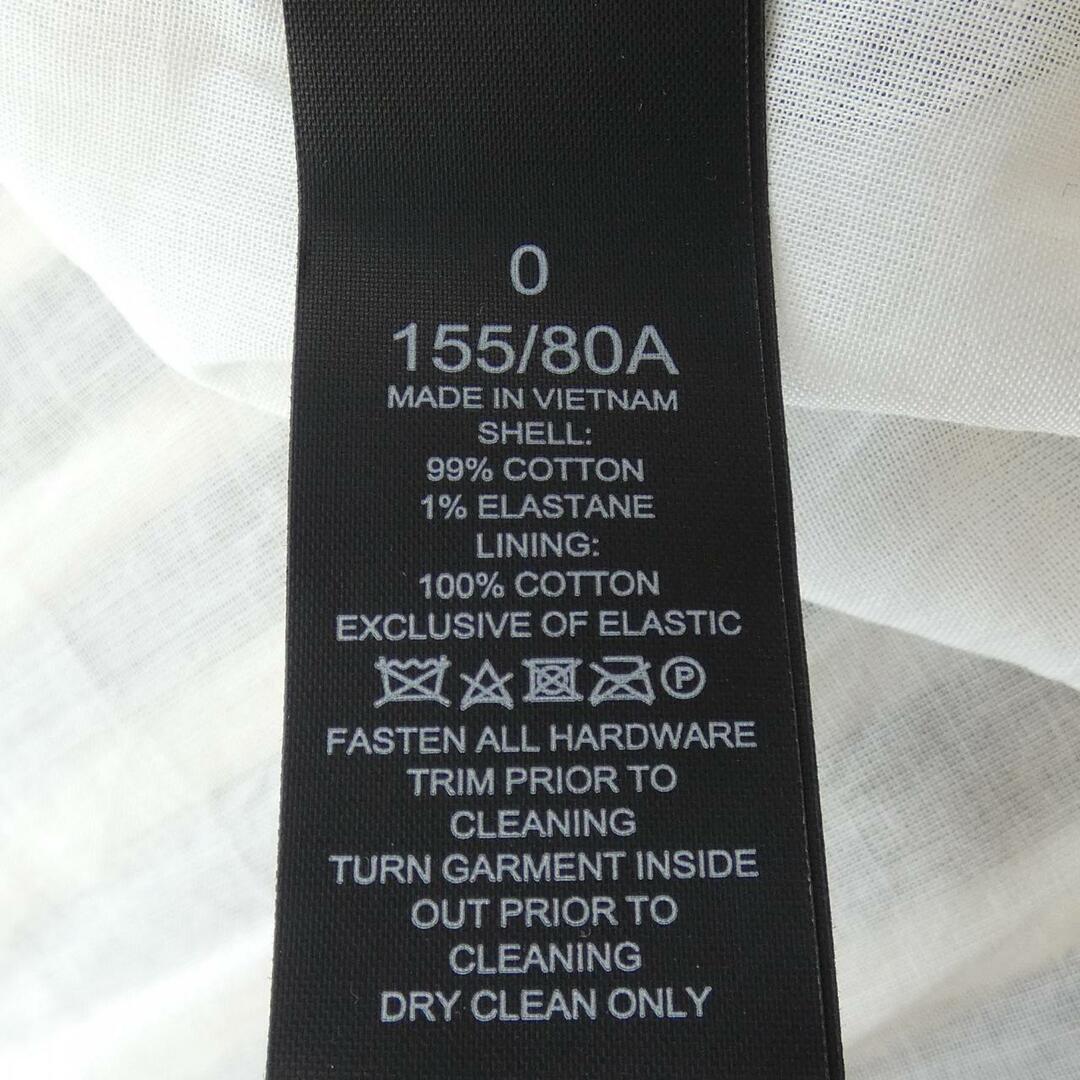 0
155/80A
MADE IN VIETNAM
SHELL:
99% COTTON
1% ELASTANE
LINING:
100% COTTON
EXCLUSIVE OF ELASTIC
P
FASTEN ALL HARDWARE
TRIM PRIOR TO
CLEANING
TURN GARMENT INSIDE
OUT PRIOR TO
CLEANING
DRY CLEAN ONLY